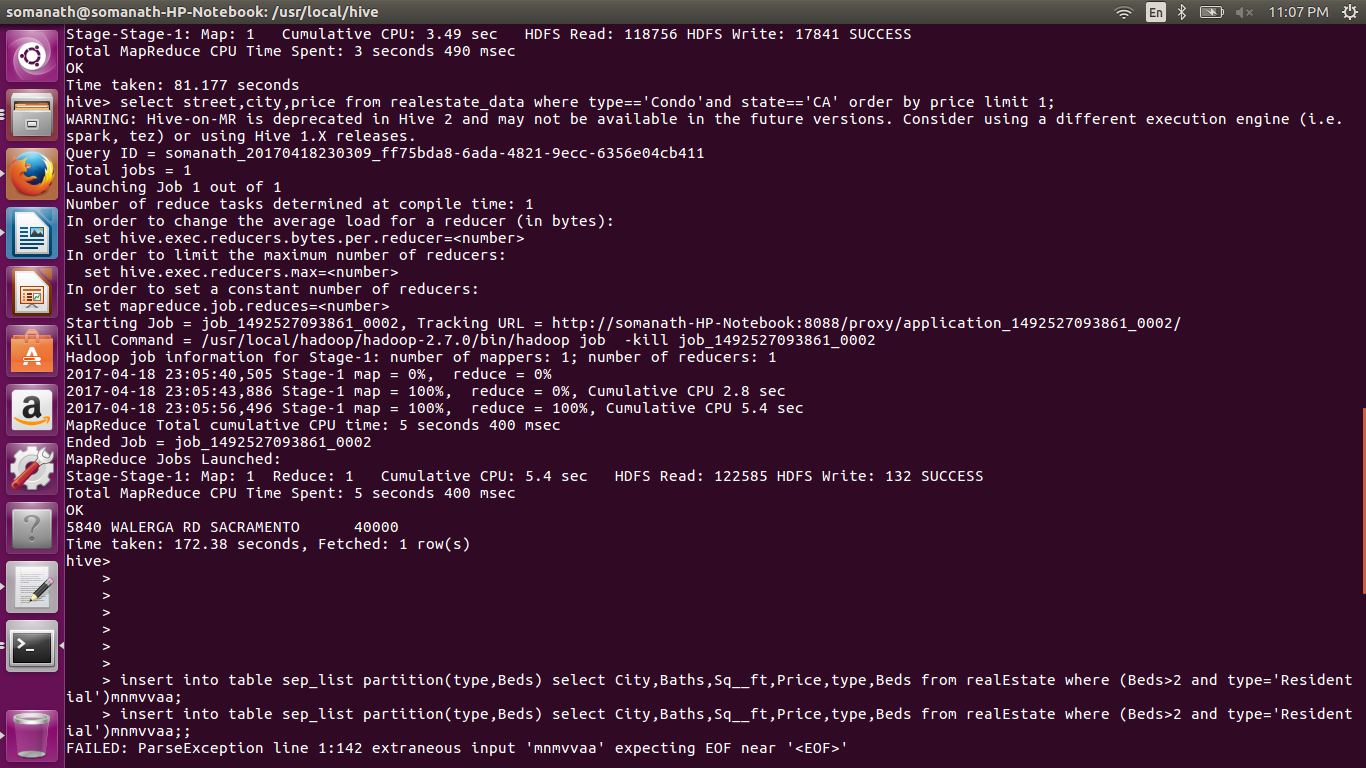 somanath@somanath-HP-Notebook: /usr/local/hive
En
11:07 PM
Stage-Stage-1: Map: 1   Cumulative CPU: 3.49 sec   HDFS Read: 118756 HDFS Write: 17841 SUCCESS
Total MapReduce CPU Time Spent: 3 seconds 490 msec
OK
Time taken: 81.177 seconds
hive> select street,city,price from realestate_data where type=='Condo'and state=='CA' order by price limit 1;
WARNING: Hive-on-MR is deprecated in Hive 2 and may not be available in the future versions. Consider using a different execution engine (i.e.
spark, tez) or using Hive 1.X releases.
Query ID = somanath_20170418230309_ff75bda8-6ada-4821-9ecc-6356e04cb411
Total jobs = 1
Launching Job 1 out of 1
Number of reduce tasks determined at compile time: 1
In order to change the average load for a reducer (in bytes):
  set hive.exec.reducers.bytes.per.reducer=<number>
In order to limit the maximum number of reducers:
  set hive.exec.reducers.max=<number>
In order to set a constant number of reducers:
  set mapreduce.job.reduces=<number>
Starting Job = job_1492527093861_0002, Tracking URL = http://somanath-HP-Notebook:8088/proxy/application_1492527093861_0002/
Kill Command = /usr/local/hadoop/hadoop-2.7.0/bin/hadoop job  -kill job_1492527093861_0002
Hadoop job information for Stage-1: number of mappers: 1; number of reducers: 1
2017-04-18 23:05:40,505 Stage-1 map = 0%,  reduce = 0%
2017-04-18 23:05:43,886 Stage-1 map = 100%,  reduce = 0%, Cumulative CPU 2.8 sec
2017-04-18 23:05:56,496 Stage-1 map = 100%,  reduce = 100%, Cumulative CPU 5.4 sec
MapReduce Total cumulative CPU time: 5 seconds 400 msec
Ended Job = job_1492527093861_0002
MapReduce Jobs Launched:
Stage-Stage-1: Map: 1  Reduce: 1   Cumulative CPU: 5.4 sec   HDFS Read: 122585 HDFS Write: 132 SUCCESS
Total MapReduce CPU Time Spent: 5 seconds 400 msec
OK
5840 WALERGA RD SACRAMENTO      40000
Time taken: 172.38 seconds, Fetched: 1 row(s)
hive>
    >
    >
    >
    >
    >
    >
    > insert into table sep_list partition(type,Beds) select City,Baths,Sq__ft,Price,type,Beds from realEstate where (Beds>2 and type='Resident
ial')mnmvvaa;
    > insert into table sep_list partition(type,Beds) select City,Baths,Sq__ft,Price,type,Beds from realEstate where (Beds>2 and type='Resident
ial')mnmvvaa;;
FAILED: ParseException line 1:142 extraneous input 'mnmvvaa' expecting EOF near '<EOF>'